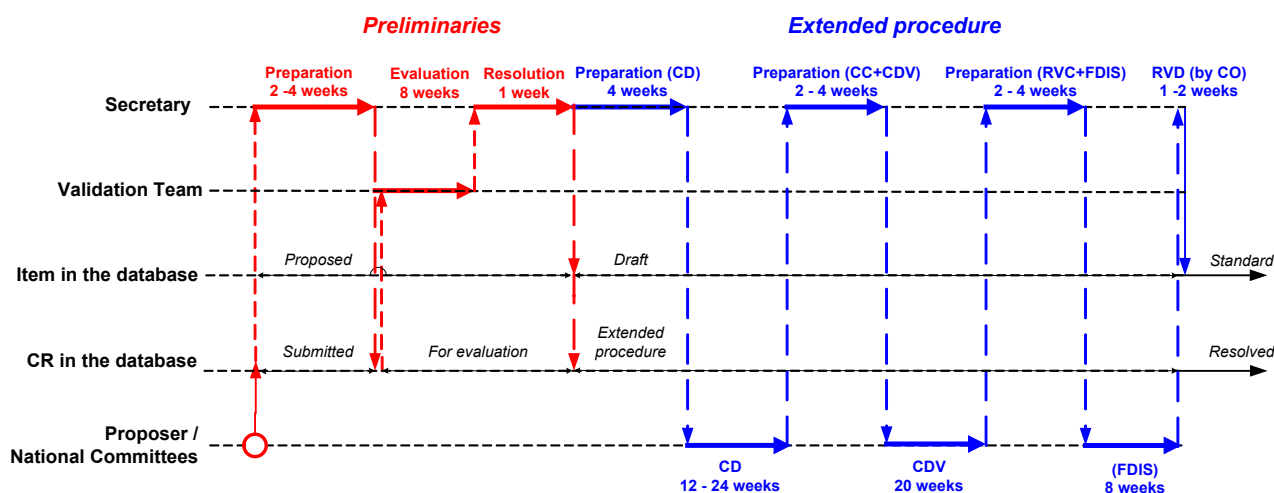 Preliminaries
Extended procedure
Preparation
2 -4 weeks
Evaluation
8 weeks
Resolution
1 week
Preparation (CD)
4 weeks
Preparation (CC+CDV)
2 - 4 weeks
Preparation (RVC+FDIS)
2 - 4 weeks
RVD (by CO)
1 -2 weeks
Secretary
Validation Team
Item in the database
Proposed
Draft
Standard
CR in the database
Submitted
For evaluation
Extended
procedure
Resolved
Proposer /
National Committees
CD
12 - 24 weeks
CDV
20 weeks
(FDIS)
8 weeks